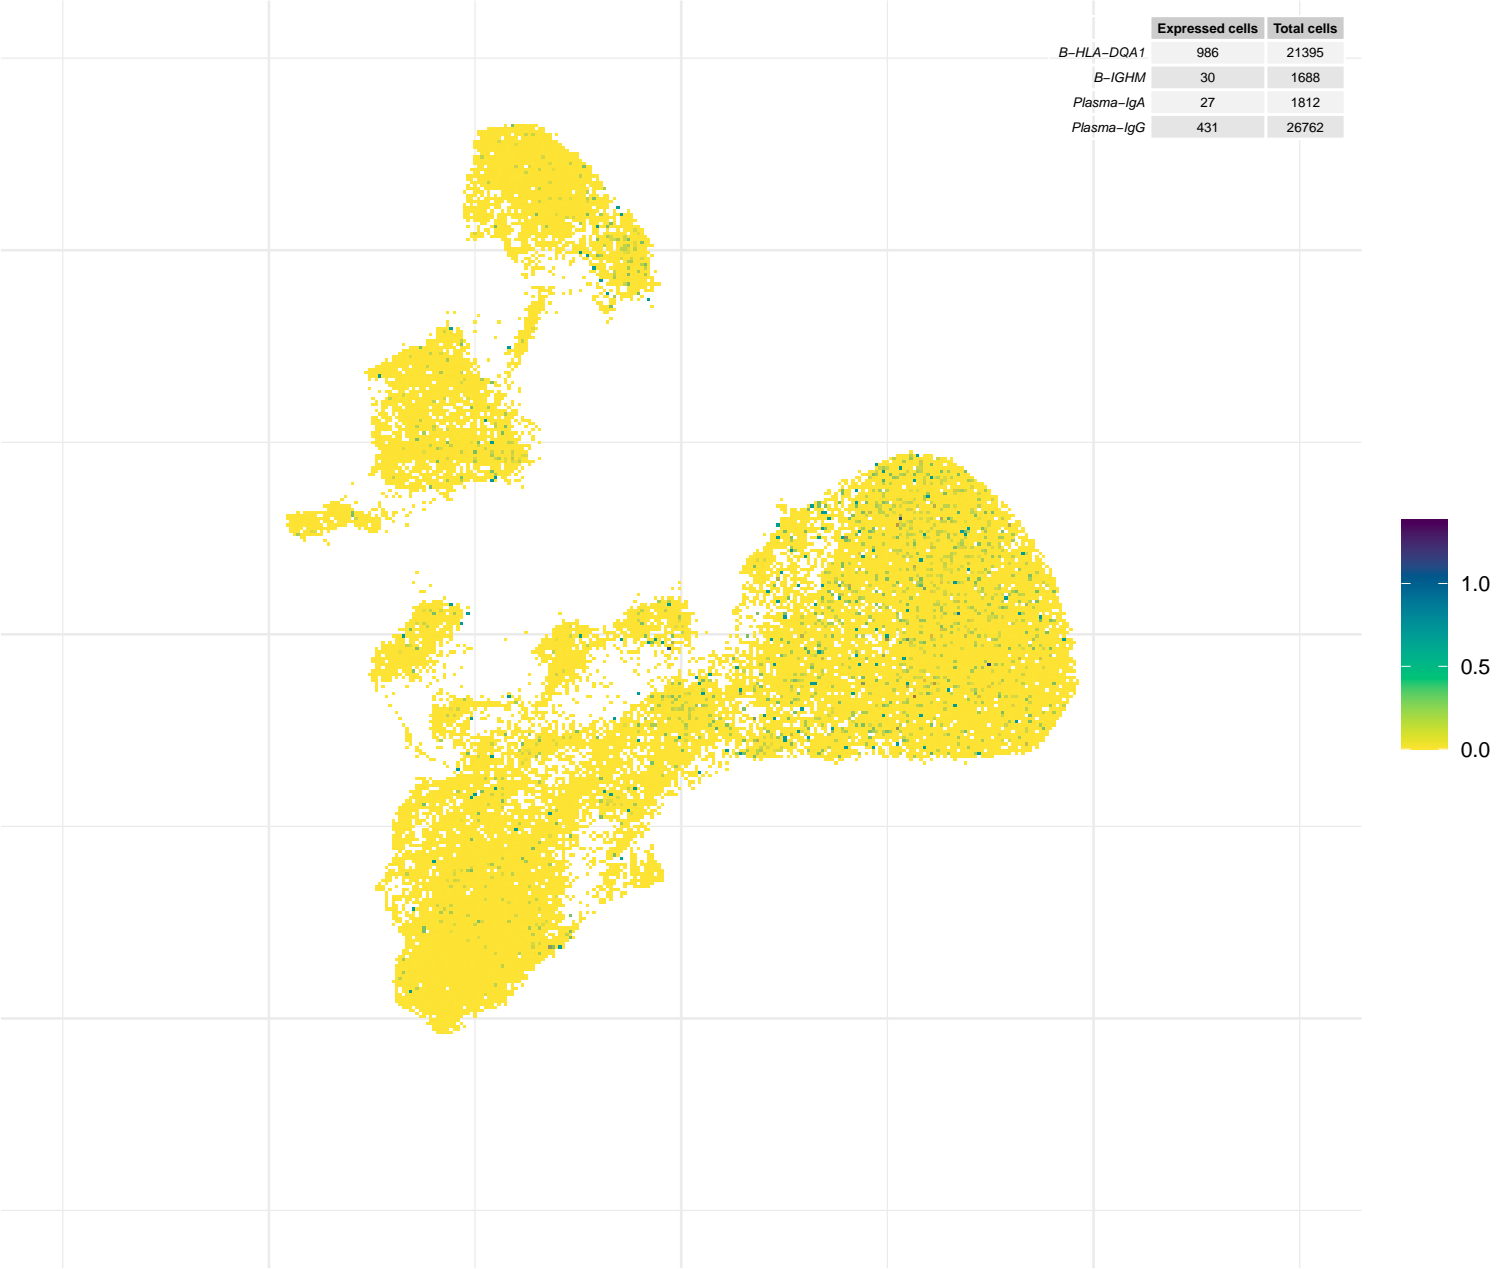 Expressed cells Total cells
B−HLA−DQA1 986 21395
B−IGHM 30 1688
Plasma−IgA 27 1812
Plasma−IgG 431 26762
1.0
0.5
0.0